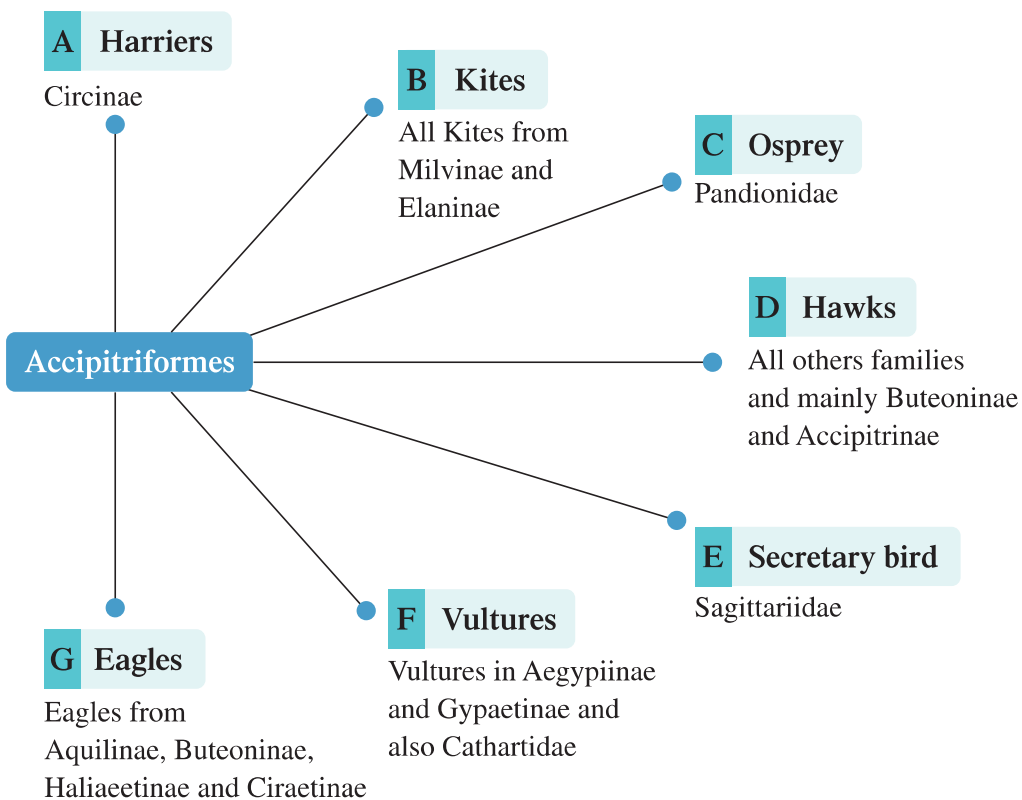 A Harriers
Circinae
B Kites
All Kites from
Milvinae and
Elaninae
C Osprey
Pandionidae
D Hawks
All others families
and mainly Buteoninae
and Accipitrinae
Accipitriformes
E Secretary bird
Sagittariidae
F Vultures
Vultures in Aegypiinae
and Gypaetinae and
also Cathartidae
G Eagles
Eagles from
Aquilinae, Buteoninae,
Haliaeetinae and Ciraetinae